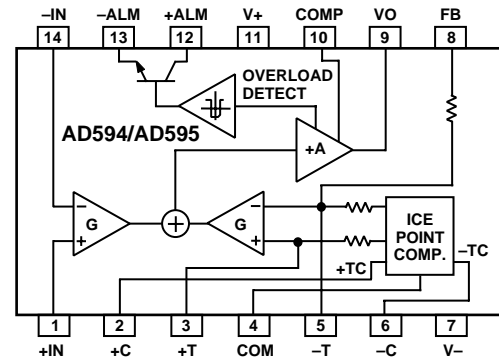 –IN –ALM +ALM V+ COMP VO FB
14 13 12 11 10 9 8
OVERLOAD
DETECT
AD594/AD595
+A
– – 
G G
+ +
ICE
POINT
COMP.
–TC
+TC
1 2 3 4 5 6 7
+IN +C +T COM –T –C V–